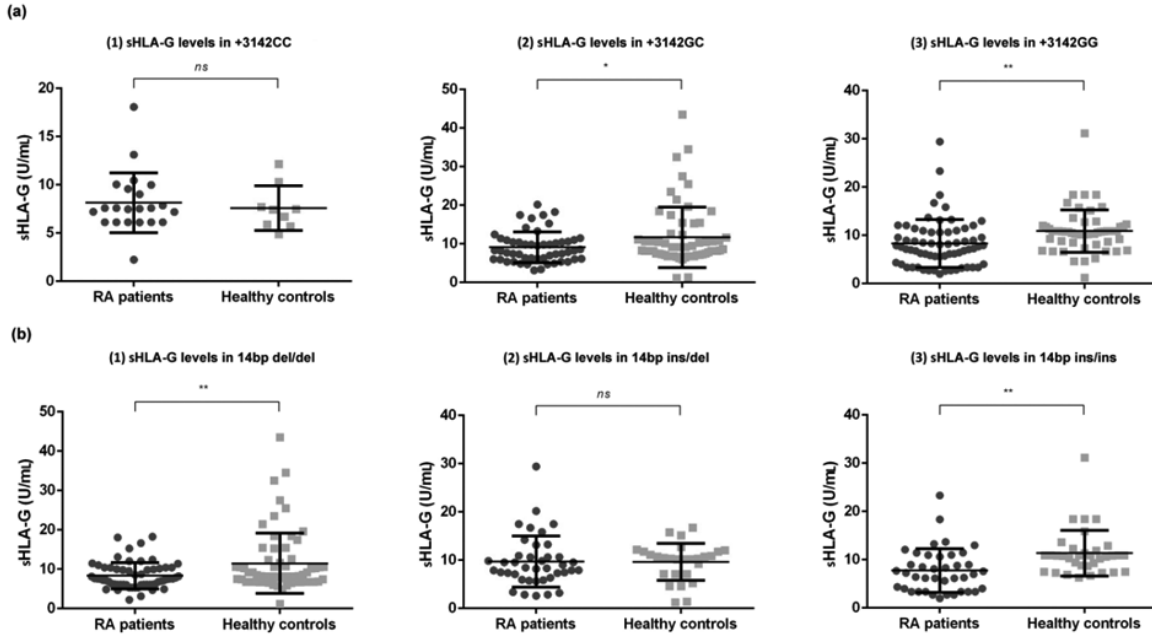 (a)
(1) sHLA-G levels in +3142CC
ns
sHLA-G (U/mL)
20
15
10
5
0
RA patients
Healthy controls
(2) sHLA-G levels in +3142GC
*
sHLA-G (U/mL)
50
40
30
20
10
0
RA patients
Healthy controls
(3) sHLA-G levels in +3142GG
**
sHLA-G (U/mL)
40
30
20
10
0
RA patients
Healthy controls
(b)
(1) sHLA-G levels in 14bp del/del
**
sHLA-G (U/mL)
50
40
30
20
10
0
RA patients
Healthy controls
(2) sHLA-G levels in 14bp ins/del
ns
sHLA-G (U/mL)
40
30
20
10
0
RA patients
Healthy controls
(3) sHLA-G levels in 14bp ins/ins
**
sHLA-G (U/mL)
40
30
20
10
0
RA patients
Healthy controls